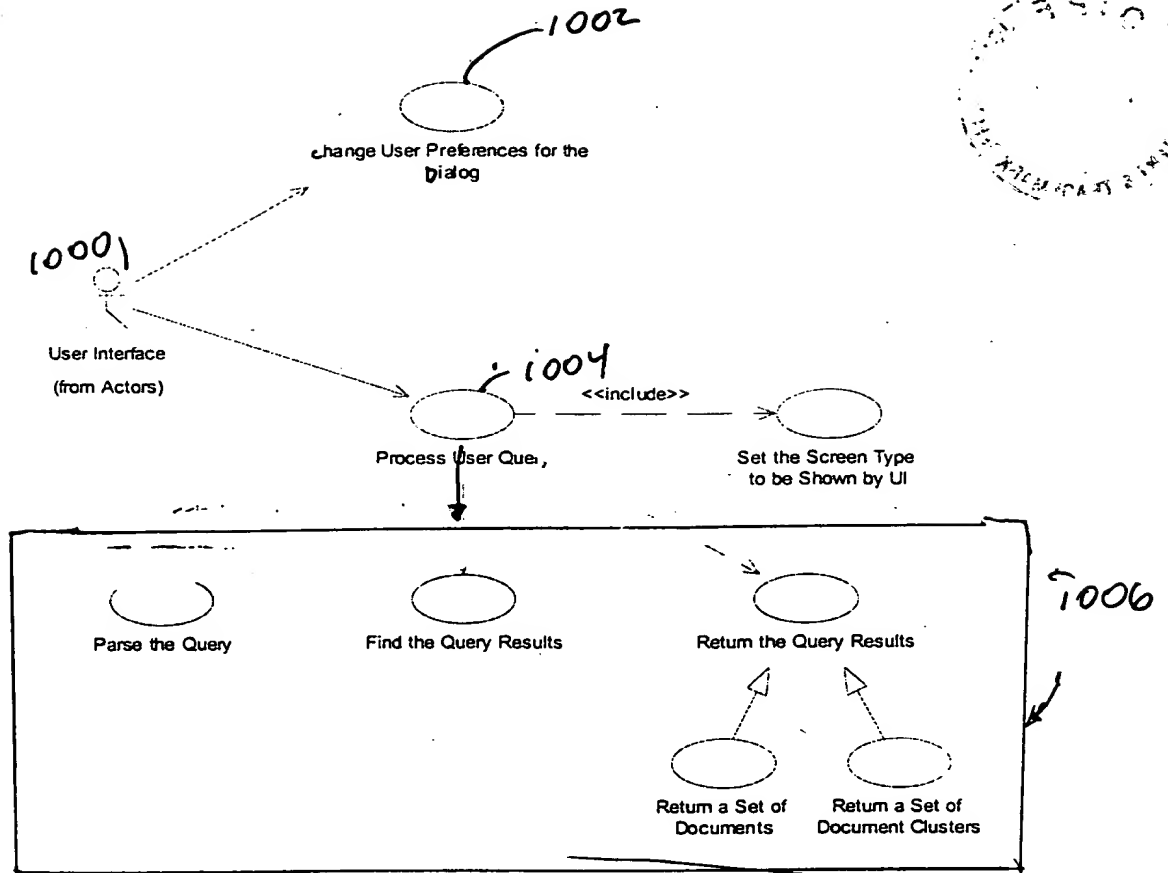 1002
change User Preferences for the
Dialog
1000
User Interface
(from Actors)
1004
<<include>>
Process User
Set the Screen Type
to be Shown by UI
1006
Parse the Query
Find the Query Results
Return the Query Results
Return a Set of
Documents
Return a Set of
Document Clusters